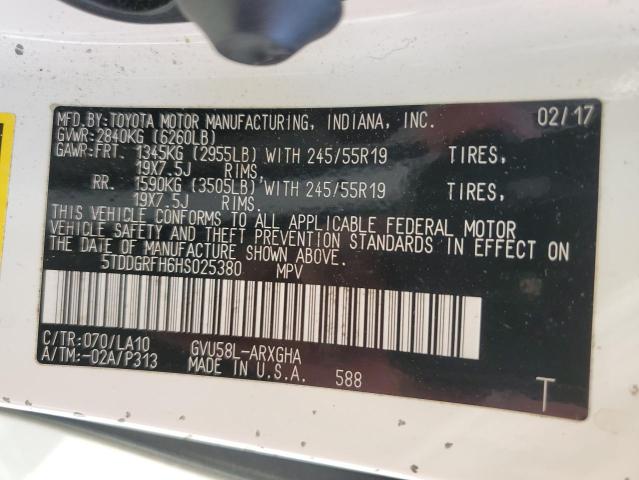 MFD.BY:TOYOTA MOTOR MANUFACTURING, INDIANA, INC. 02/17
GVWR:2840KG (6260LB)
GAWR:FRT. 1345KG (2955LB) WITH 245/55R19 TIRES,
19X7.5J RIMS,
RR. 1590KG (3505LB) WITH 245/55R19 TIRES,
19X7.5J RIMS.
THIS VEHICLE CONFORMS TO ALL APPLICABLE FEDERAL MOTOR
VEHICLE SAFETY AND THEFT PREVENTION STANDARDS IN EFFECT ON
THE DATE OF MANUFACTURE SHOWN ABOVE.
5TDDGRFH6HS025380 MPV
C/TR:070/LA10 GVU58L-ARXGHA
A/TM:-02A/P313 MADE IN U.S.A. 588
T